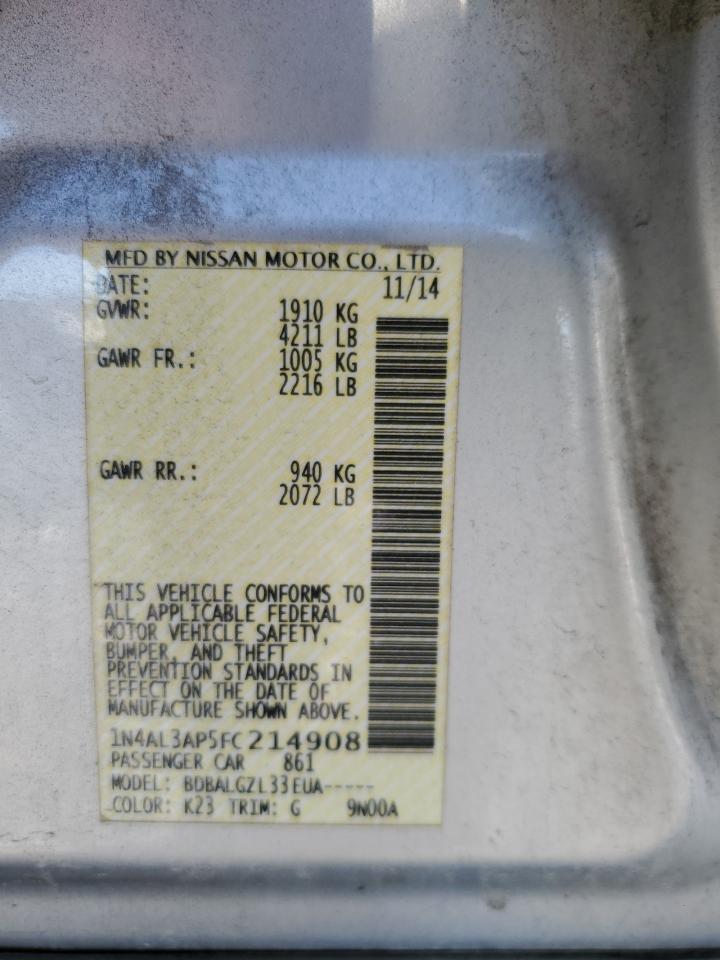 MFD BY NISSAN MOTOR CO., LTD.
DATE: 11/14
GVWR: 1910 KG
4211 LB
GAWR FR.: 1005 KG
2216 LB
GAWR RR.: 940 KG
2072 LB
THIS VEHICLE CONFORMS TO
ALL APPLICABLE FEDERAL
MOTOR VEHICLE SAFETY,
BUMPER, AND THEFT
PREVENTION STANDARDS IN
EFFECT ON THE DATE OF
MANUFACTURE SHOWN ABOVE.
1N4AL3AP5FC214908
PASSENGER CAR 861
MODEL: BDBALGZL33EUA-----
COLOR: K23 TRIM: G 9N00A